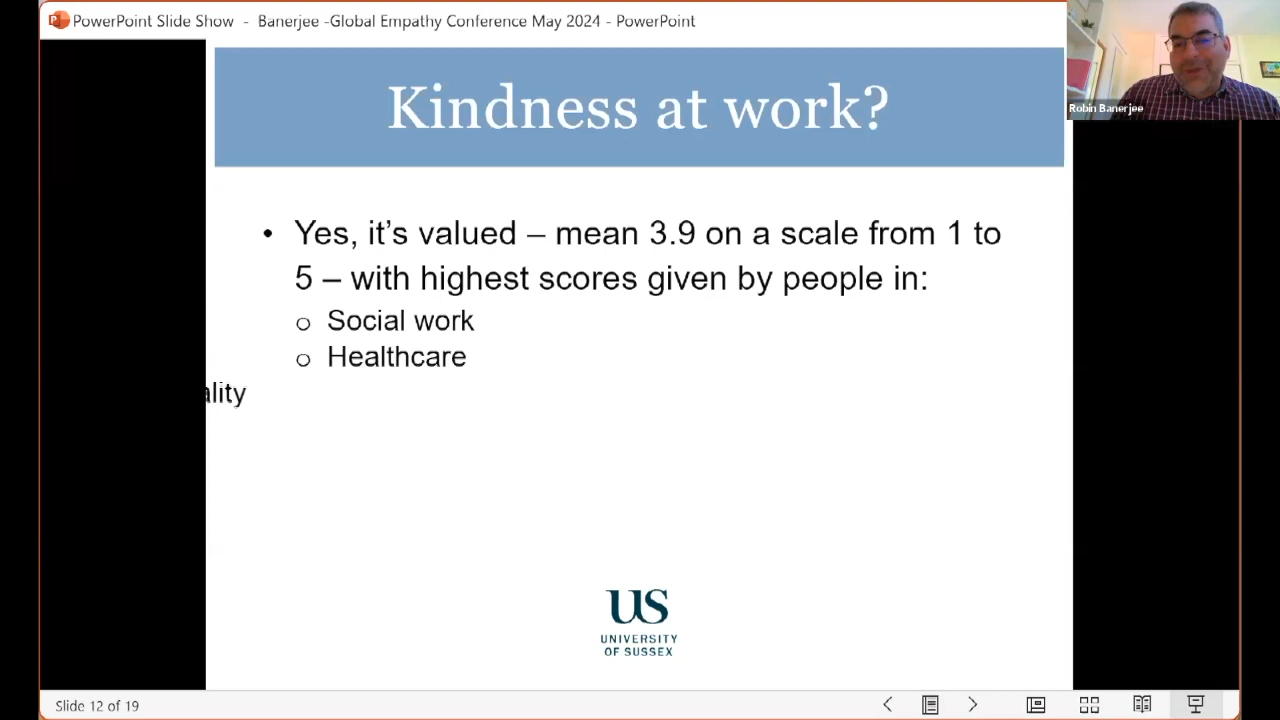 PowerPoint Slide Show - Banerjee -Global Empathy Conference May 2024 - PowerPoint
Robin Banerjee
Kindness at work?
• Yes, it's valued – mean 3.9 on a scale from 1 to
5 – with highest scores given by people in:
o Social work
o Healthcare
ality
US
UNIVERSITY
OF SUSSEX
Slide 12 of 19